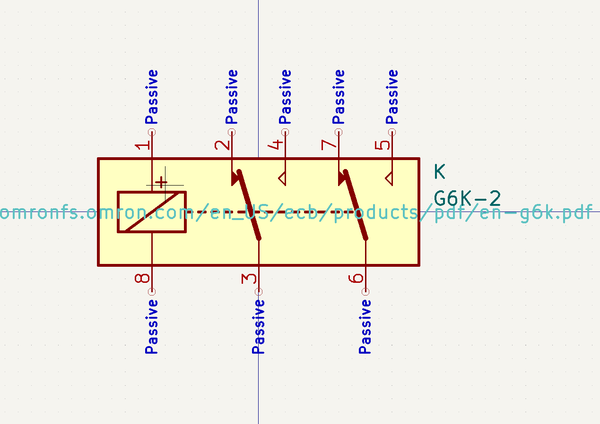 Passive Passive Passive Passive Passive
1 2 4 7 5
K
+
G6K-2
omronfs.omron.com/en_US/ecb/products/pdf/en-g6k.pdf
8 3 6
Passive Passive Passive